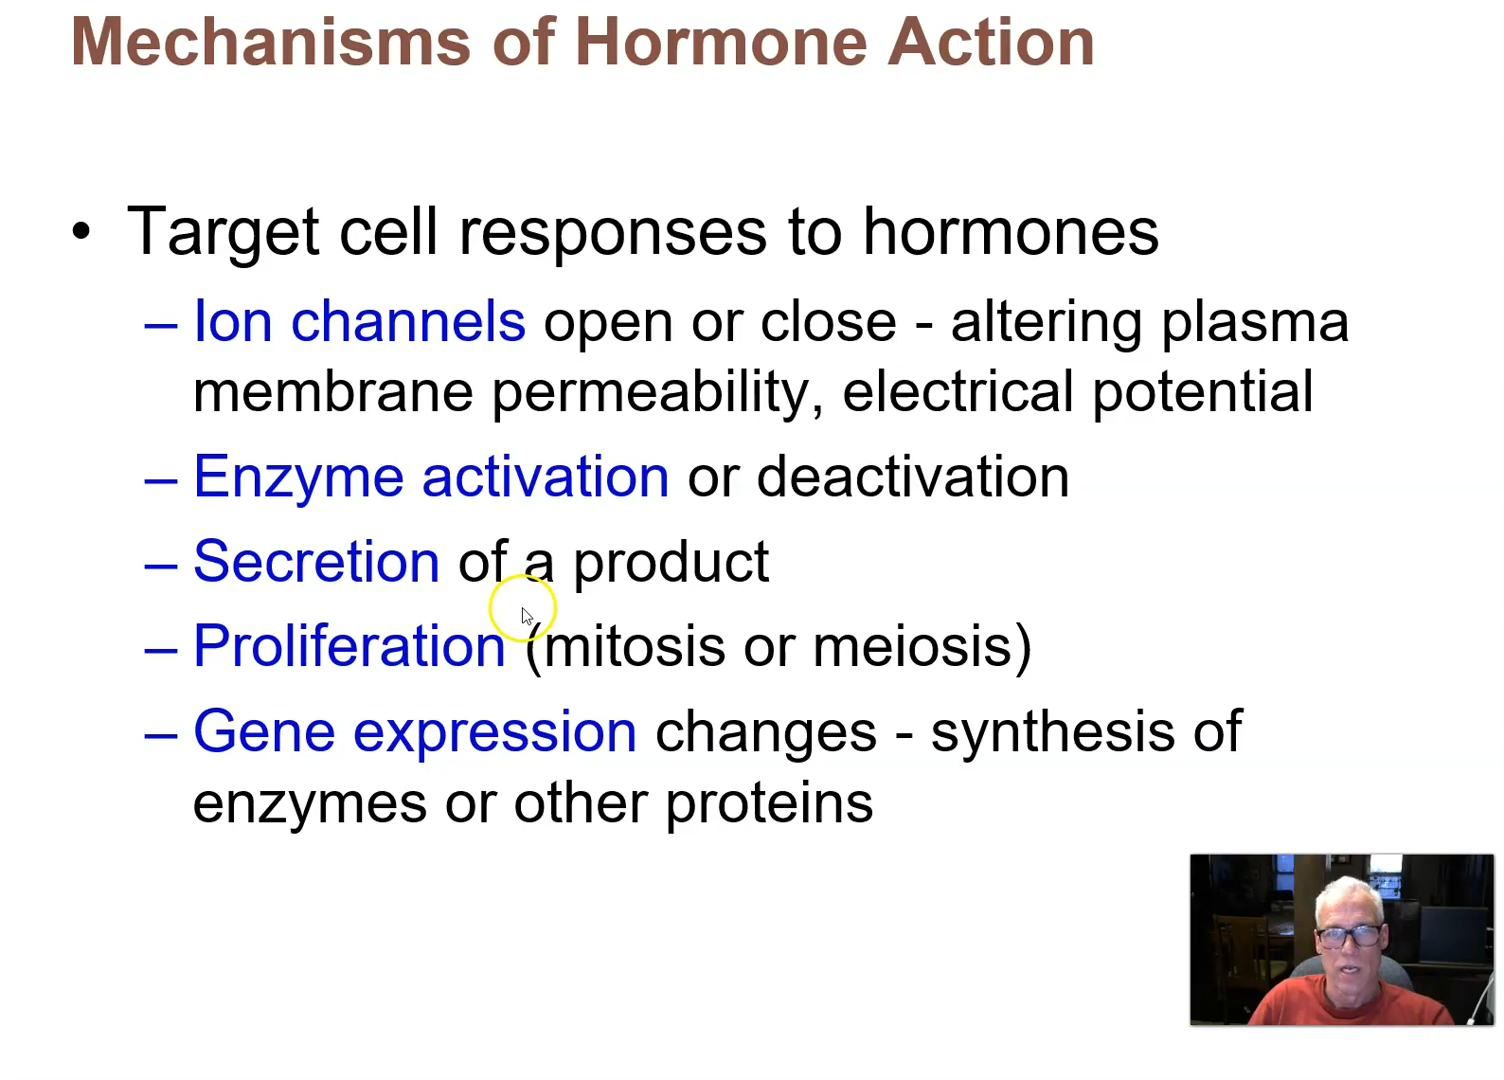 Mechanisms of Hormone Action
• Target cell responses to hormones
– Ion channels open or close - altering plasma
membrane permeability, electrical potential
– Enzyme activation or deactivation
– Secretion of a product
– Proliferation (mitosis or meiosis)
– Gene expression changes - synthesis of
enzymes or other proteins